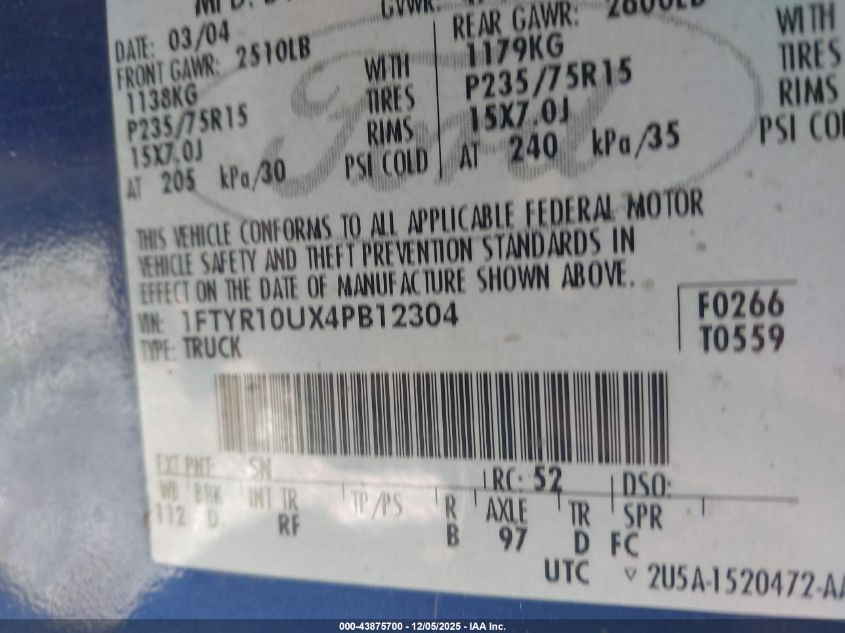 GVWR:
DATE: 03/04
FRONT GAWR: 2510LB
1138KG WITH
P235/75R15 TIRES
15X7.0J RIMS
AT 205 kPa/30 PSI COLD
REAR GAWR: 2600LB
1179KG WITH
P235/75R15 TIRES
15X7.0J RIMS
AT 240 kPa/35 PSI COL
Ford
THIS VEHICLE CONFORMS TO ALL APPLICABLE FEDERAL MOTOR
VEHICLE SAFETY AND THEFT PREVENTION STANDARDS IN
EFFECT ON THE DATE OF MANUFACTURE SHOWN ABOVE.
VIN: 1FTYR10UX4PB12304
TYPE: TRUCK
F0266
T0559
EXT PNT: SN RC: 52 DSO:
WB BRK INT TR TP/PS R AXLE TR SPR
112 D RF B 97 D FC
UTC ▽ 2U5A-1520472-AA
000-43875700 - 12/05/2025 - IAA Inc.